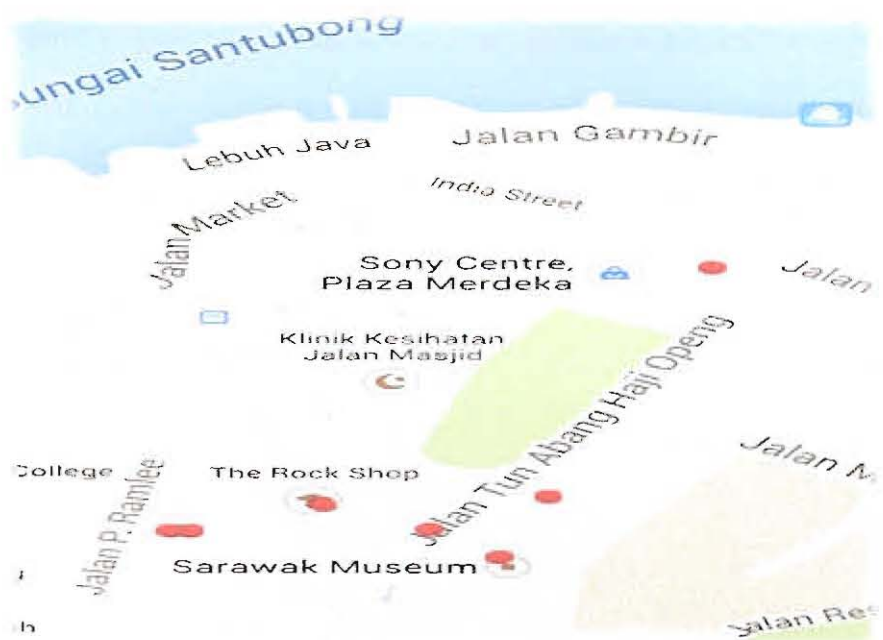 Sungai Santubong
Lebuh Java
Jalan Gambir
India Street
Jalan Market
Sony Centre,
Plaza Merdeka
Jalan
Klinik Kesihatan
Jalan Masjid
Jalan Tun Abang Haji Openg
College
The Rock Shop
Jalan M
Jalan P. Ramlee
Sarawak Museum
Jalan Res
h